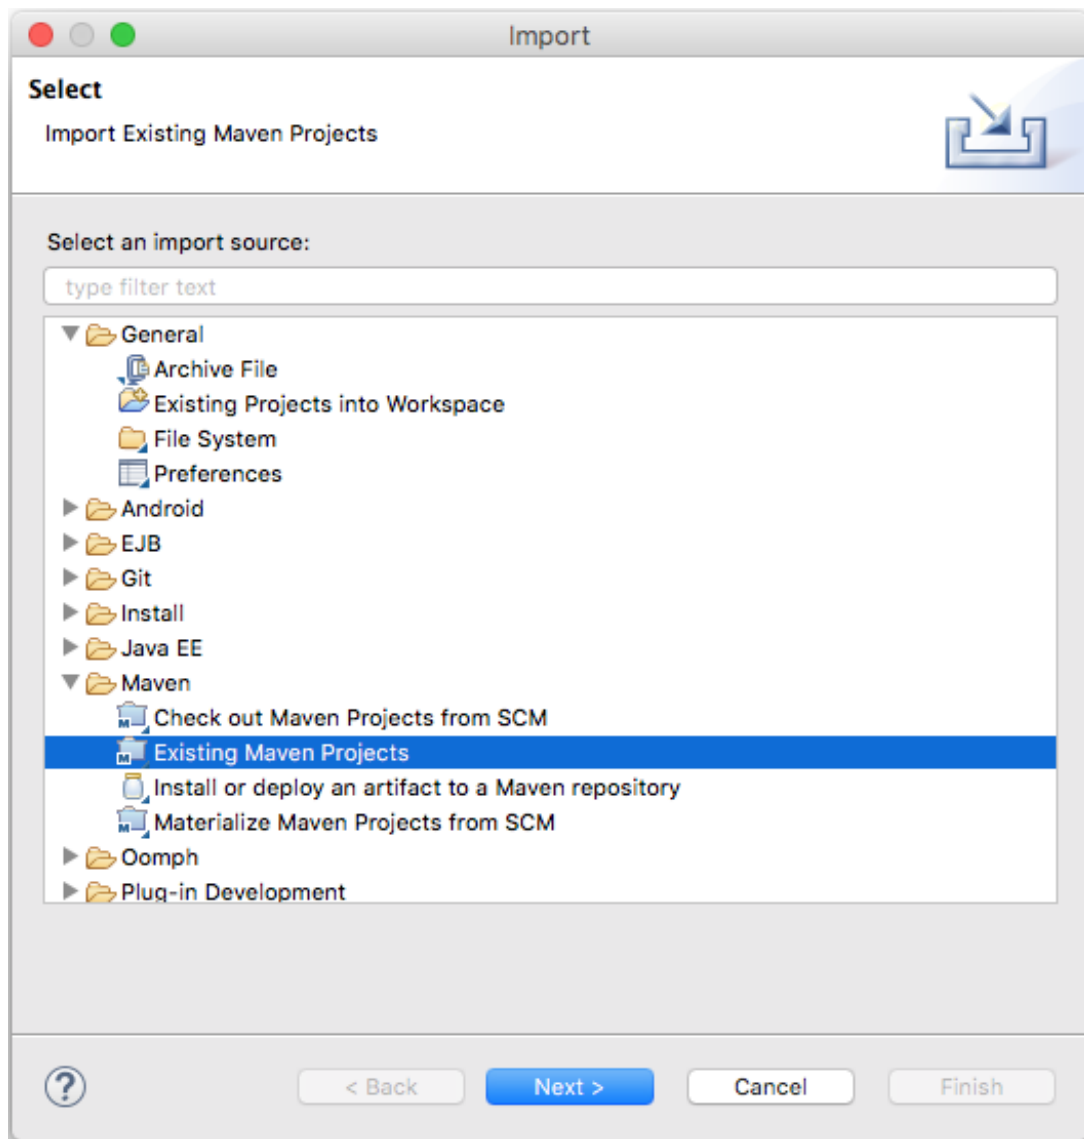 Import
Select
Import Existing Maven Projects
Select an import source:
type filter text
General
Archive File
Existing Projects into Workspace
File System
Preferences
Android
EJB
Git
Install
Java EE
Maven
Check out Maven Projects from SCM
Existing Maven Projects
Install or deploy an artifact to a Maven repository
Materialize Maven Projects from SCM
Oomph
Plug-in Development
? < Back Next > Cancel Finish